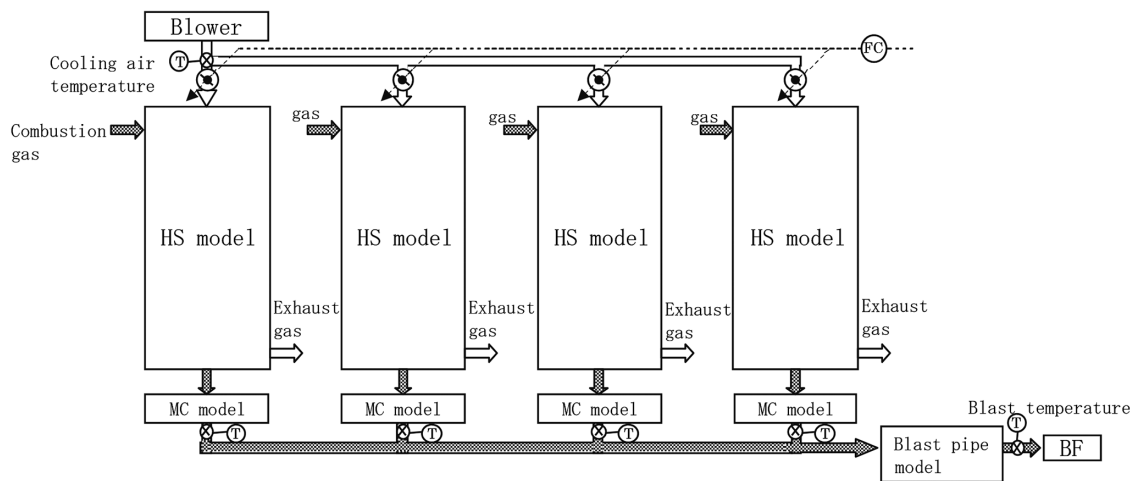 Blower
FC
T
Cooling air
temperature
Combustion
gas
gas
gas
gas
HS model
HS model
HS model
HS model
Exhaust
gas
Exhaust
gas
Exhaust
gas
Exhaust
gas
MC model
MC model
MC model
MC model
T
T
T
T
Blast temperature
T
Blast pipe
model
BF